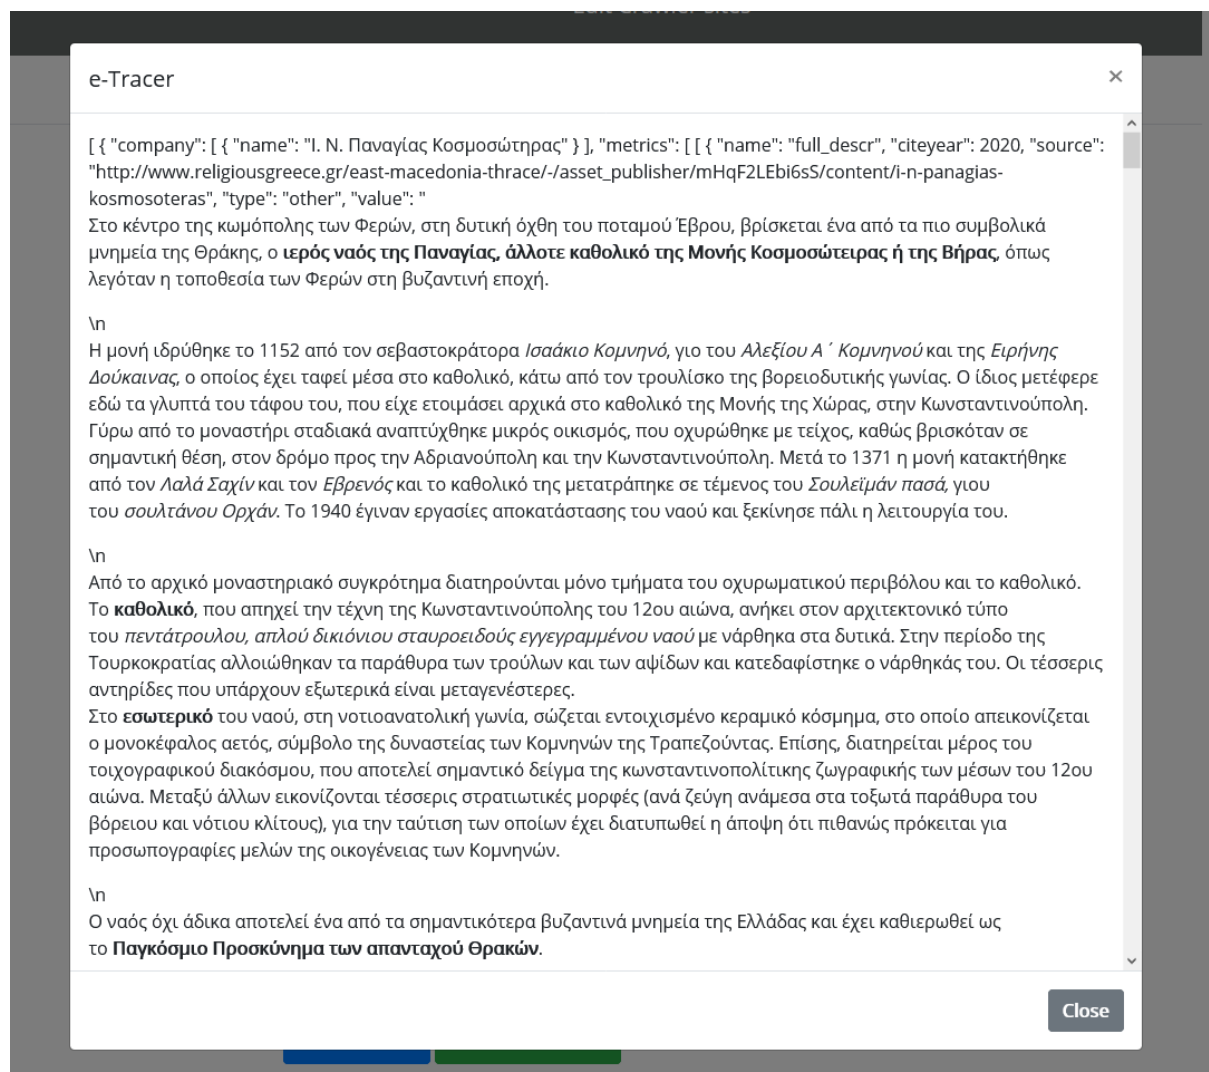 e-Tracer
×
[ { "company": [ { "name": "Ι. Ν. Παναγίας Κοσμοσώτηρας" } ], "metrics": [ [ { "name": "full_descr", "citeyear": 2020, "source":
"http://www.religiousgreece.gr/east-macedonia-thrace/-/asset_publisher/mHqF2LEbi6sS/content/i-n-panagias-
kosmosoteras", "type": "other", "value": "
Στο κέντρο της κωμόπολης των Φερών, στη δυτική όχθη του ποταμού Έβρου, βρίσκεται ένα από τα πιο συμβολικά
μνημεία της Θράκης, ο ιερός ναός της Παναγίας, άλλοτε καθολικό της Μονής Κοσμοσώτειρας ή της Βήρας, όπως
λεγόταν η τοποθεσία των Φερών στη βυζαντινή εποχή.
\n
Η μονή ιδρύθηκε το 1152 από τον σεβαστοκράτορα Ισαάκιο Κομνηνό, γιο του Αλεξίου Α΄ Κομνηνού και της Ειρήνης
Δούκαινας, ο οποίος έχει ταφεί μέσα στο καθολικό, κάτω από τον τρουλίσκο της βορειοδυτικής γωνίας. Ο ίδιος μετέφερε
εδώ τα γλυπτά του τάφου του, που είχε ετοιμάσει αρχικά στο καθολικό της Μονής της Χώρας, στην Κωνσταντινούπολη.
Γύρω από το μοναστήρι σταδιακά αναπτύχθηκε μικρός οικισμός, που οχυρώθηκε με τείχος, καθώς βρισκόταν σε
σημαντική θέση, στον δρόμο προς την Αδριανούπολη και την Κωνσταντινούπολη. Μετά το 1371 η μονή κατακτήθηκε
από τον Λαλά Σαχίν και τον Εβρενός και το καθολικό της μετατράπηκε σε τέμενος του Σουλεϊμάν πασά, γιου
του σουλτάνου Ορχάν. Το 1940 έγιναν εργασίες αποκατάστασης του ναού και ξεκίνησε πάλι η λειτουργία του.
\n
Από το αρχικό μοναστηριακό συγκρότημα διατηρούνται μόνο τμήματα του οχυρωματικού περιβόλου και το καθολικό.
Το καθολικό, που απηχεί την τέχνη της Κωνσταντινούπολης του 12ου αιώνα, ανήκει στον αρχιτεκτονικό τύπο
του πεντάτρουλου, απλού δικιόνιου σταυροειδούς εγγεγραμμένου ναού με νάρθηκα στα δυτικά. Στην περίοδο της
Τουρκοκρατίας αλλοιώθηκαν τα παράθυρα των τρούλων και των αψίδων και κατεδαφίστηκε ο νάρθηκάς του. Οι τέσσερις
αντηρίδες που υπάρχουν εξωτερικά είναι μεταγενέστερες.
Στο εσωτερικό του ναού, στη νοτιοανατολική γωνία, σώζεται εντοιχισμένο κεραμικό κόσμημα, στο οποίο απεικονίζεται
ο μονοκέφαλος αετός, σύμβολο της δυναστείας των Κομνηνών της Τραπεζούντας. Επίσης, διατηρείται μέρος του
τοιχογραφικού διακόσμου, που αποτελεί σημαντικό δείγμα της κωνσταντινοπολίτικης ζωγραφικής των μέσων του 12ου
αιώνα. Μεταξύ άλλων εικονίζονται τέσσερις στρατιωτικές μορφές (ανά ζεύγη ανάμεσα στα τοξωτά παράθυρα του
βόρειου και νότιου κλίτους), για την ταύτιση των οποίων έχει διατυπωθεί η άποψη ότι πιθανώς πρόκειται για
προσωπογραφίες μελών της οικογένειας των Κομνηνών.
\n
Ο ναός όχι άδικα αποτελεί ένα από τα σημαντικότερα βυζαντινά μνημεία της Ελλάδας και έχει καθιερωθεί ως
το Παγκόσμιο Προσκύνημα των απανταχού Θρακών.
Close